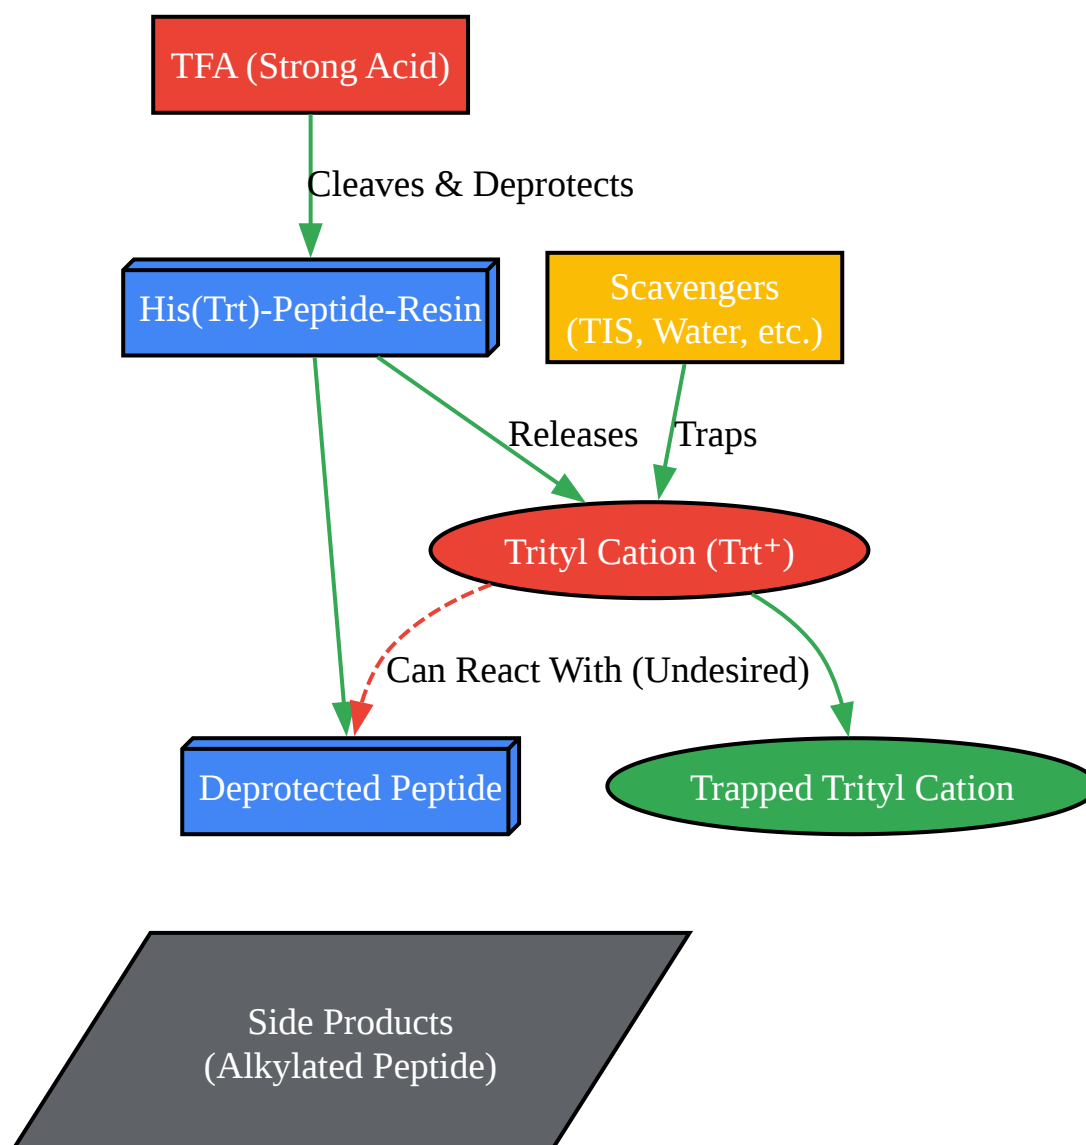 TFA (Strong Acid)
Cleaves & Deprotects
His(Trt)-Peptide-Resin
Scavengers
(TIS, Water, etc.)
Releases
Traps
Trityl Cation (Trt⁺)
Can React With (Undesired)
Deprotected Peptide
Trapped Trityl Cation
Side Products
(Alkylated Peptide)